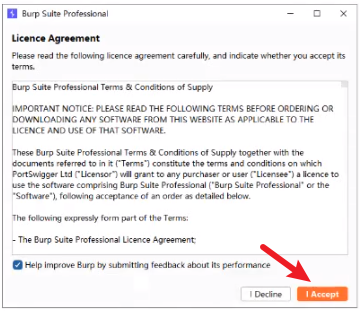 Burp Suite Professional
Licence Agreement
Please read the following licence agreement carefully, and indicate whether you accept its
terms.
Burp Suite Professional Terms & Conditions of Supply
IMPORTANT NOTICE: PLEASE READ THE FOLLOWING TERMS BEFORE ORDERING OR
DOWNLOADING ANY SOFTWARE FROM THIS WEBSITE AS APPLICABLE TO THE
LICENCE AND USE OF THAT SOFTWARE.
These Burp Suite Professional Terms & Conditions of Supply together with the
documents referred to in it ("Terms") constitute the terms and conditions on which
PortSwigger Ltd ("Licensor") will grant to any purchaser or user ("Licensee") a licence to
use the software comprising Burp Suite Professional ("Burp Suite Professional" or the
"Software"), following acceptance of an order as detailed below.
The following expressly form part of the Terms:
- The Burp Suite Professional Licence Agreement;
Help improve Burp by submitting feedback about its performance
I Decline
I Accept